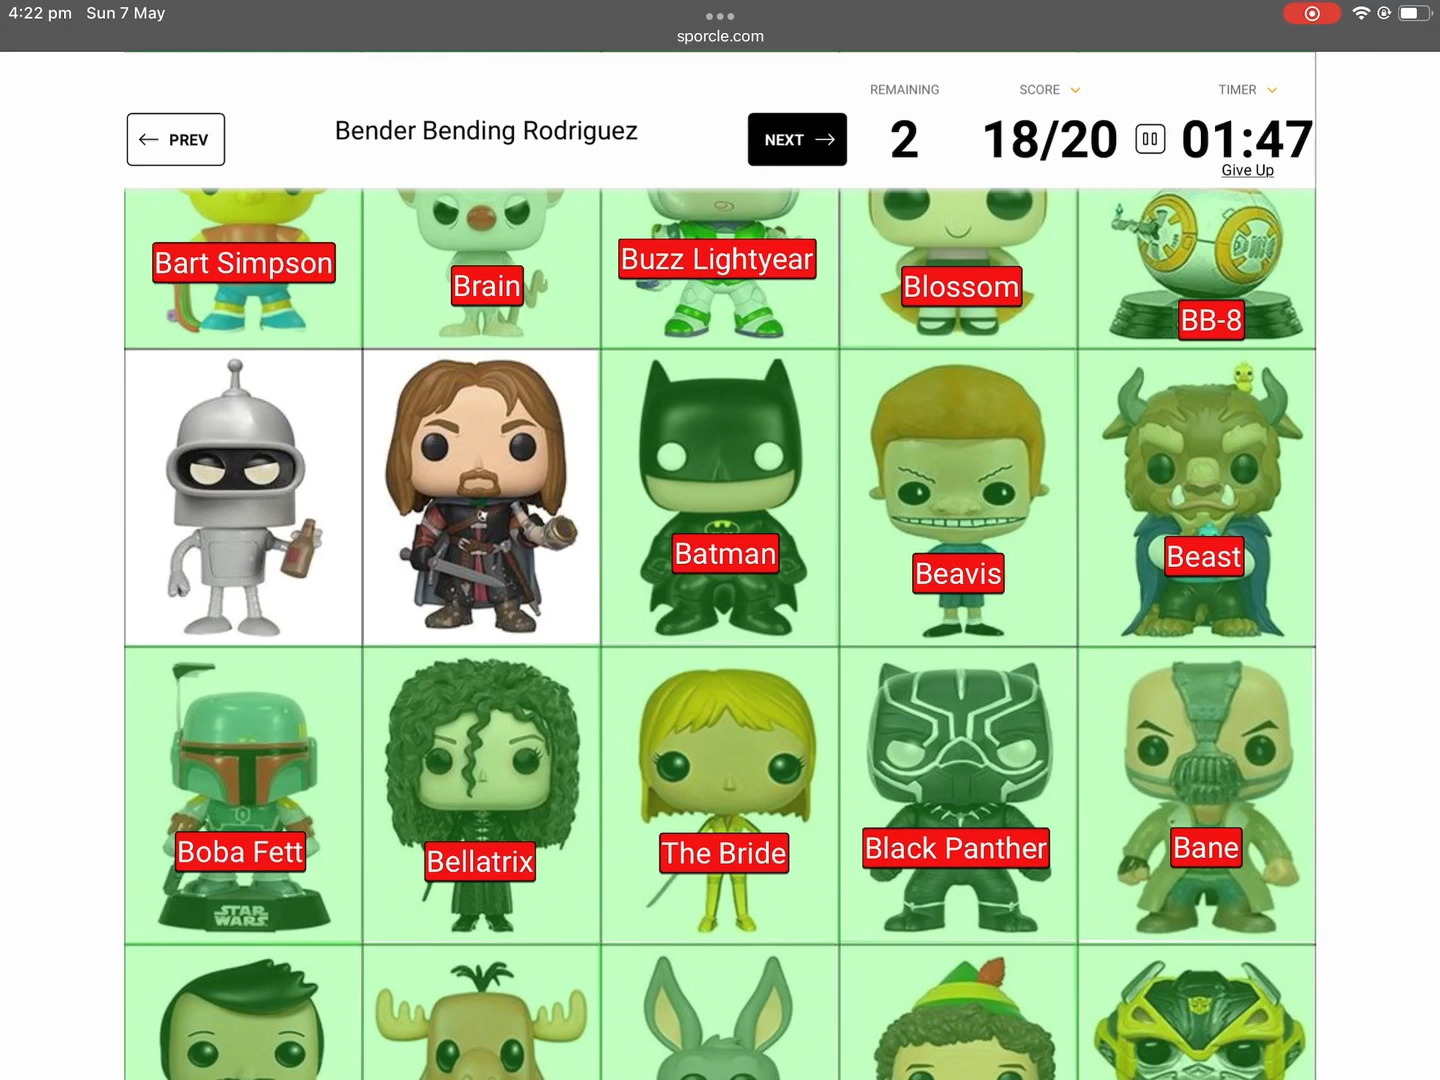 4:22 pm Sun 7 May
sporcle.com
REMAINING SCORE TIMER
← PREV Bender Bending Rodriguez NEXT → 2 18/20 01:47
Give Up
Bart Simpson Brain Buzz Lightyear Blossom BB-8
Batman Beavis Beast
Boba Fett Bellatrix The Bride Black Panther Bane
STAR
WARS